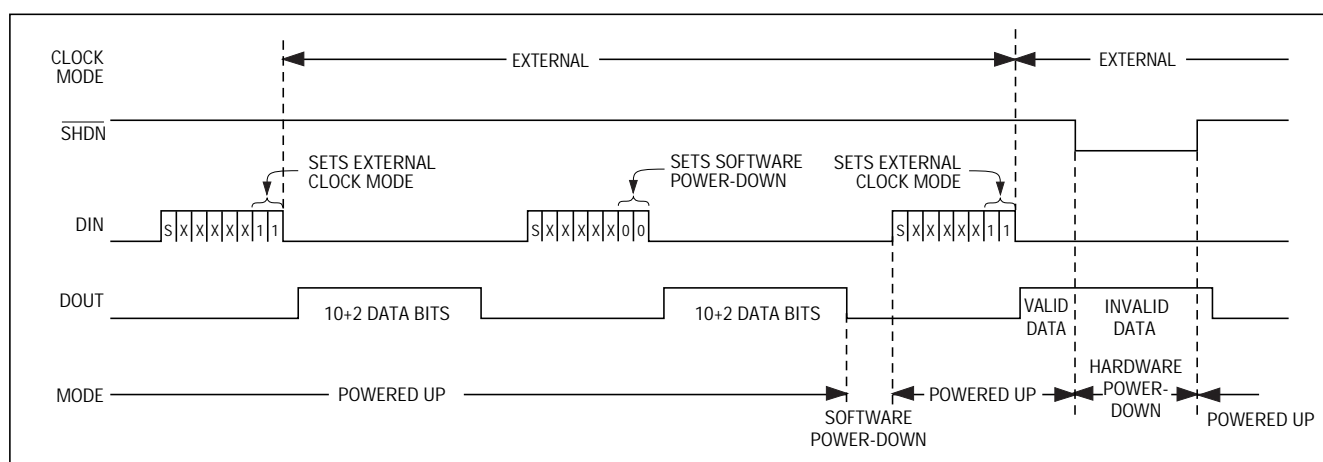 CLOCK
MODE
EXTERNAL
EXTERNAL
SHDN
SETS EXTERNAL
CLOCK MODE
SETS SOFTWARE
POWER-DOWN
SETS EXTERNAL
CLOCK MODE
DIN
S X X X X X 1 1
S X X X X X 0 0
S X X X X X 1 1
DOUT
10+2 DATA BITS
10+2 DATA BITS
VALID
DATA
INVALID
DATA
MODE
POWERED UP
SOFTWARE
POWER-DOWN
POWERED UP
HARDWARE
POWER-
DOWN
POWERED UP